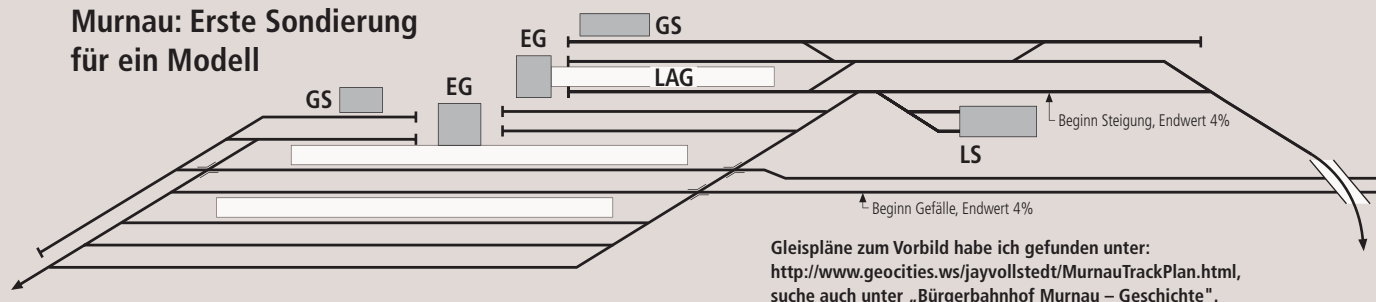 Murnau: Erste Sondierung
für ein Modell
GS
EG
GS
EG
LAG
Beginn Steigung, Endwert 4%
LS
Beginn Gefälle, Endwert 4%
Gleispläne zum Vorbild habe ich gefunden unter:
http://www.geocities.ws/jayvollstedt/MurnauTrackPlan.html,
suche auch unter „Bürgerbahnhof Murnau – Geschichte".